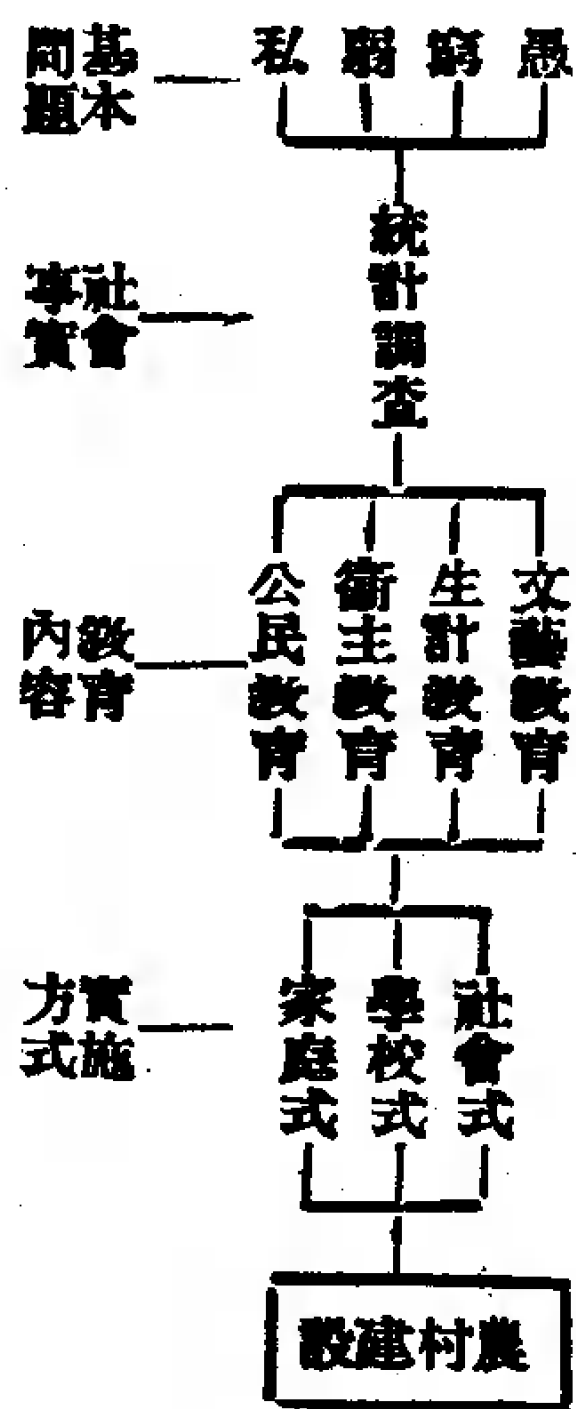 基本
問題
愚
窮
弱
私
社會
事實
統計調查
教育
內容
文藝教育
生計教育
衛主教育
公民教育
實施
方式
社會式
學校式
家庭式
農村建設